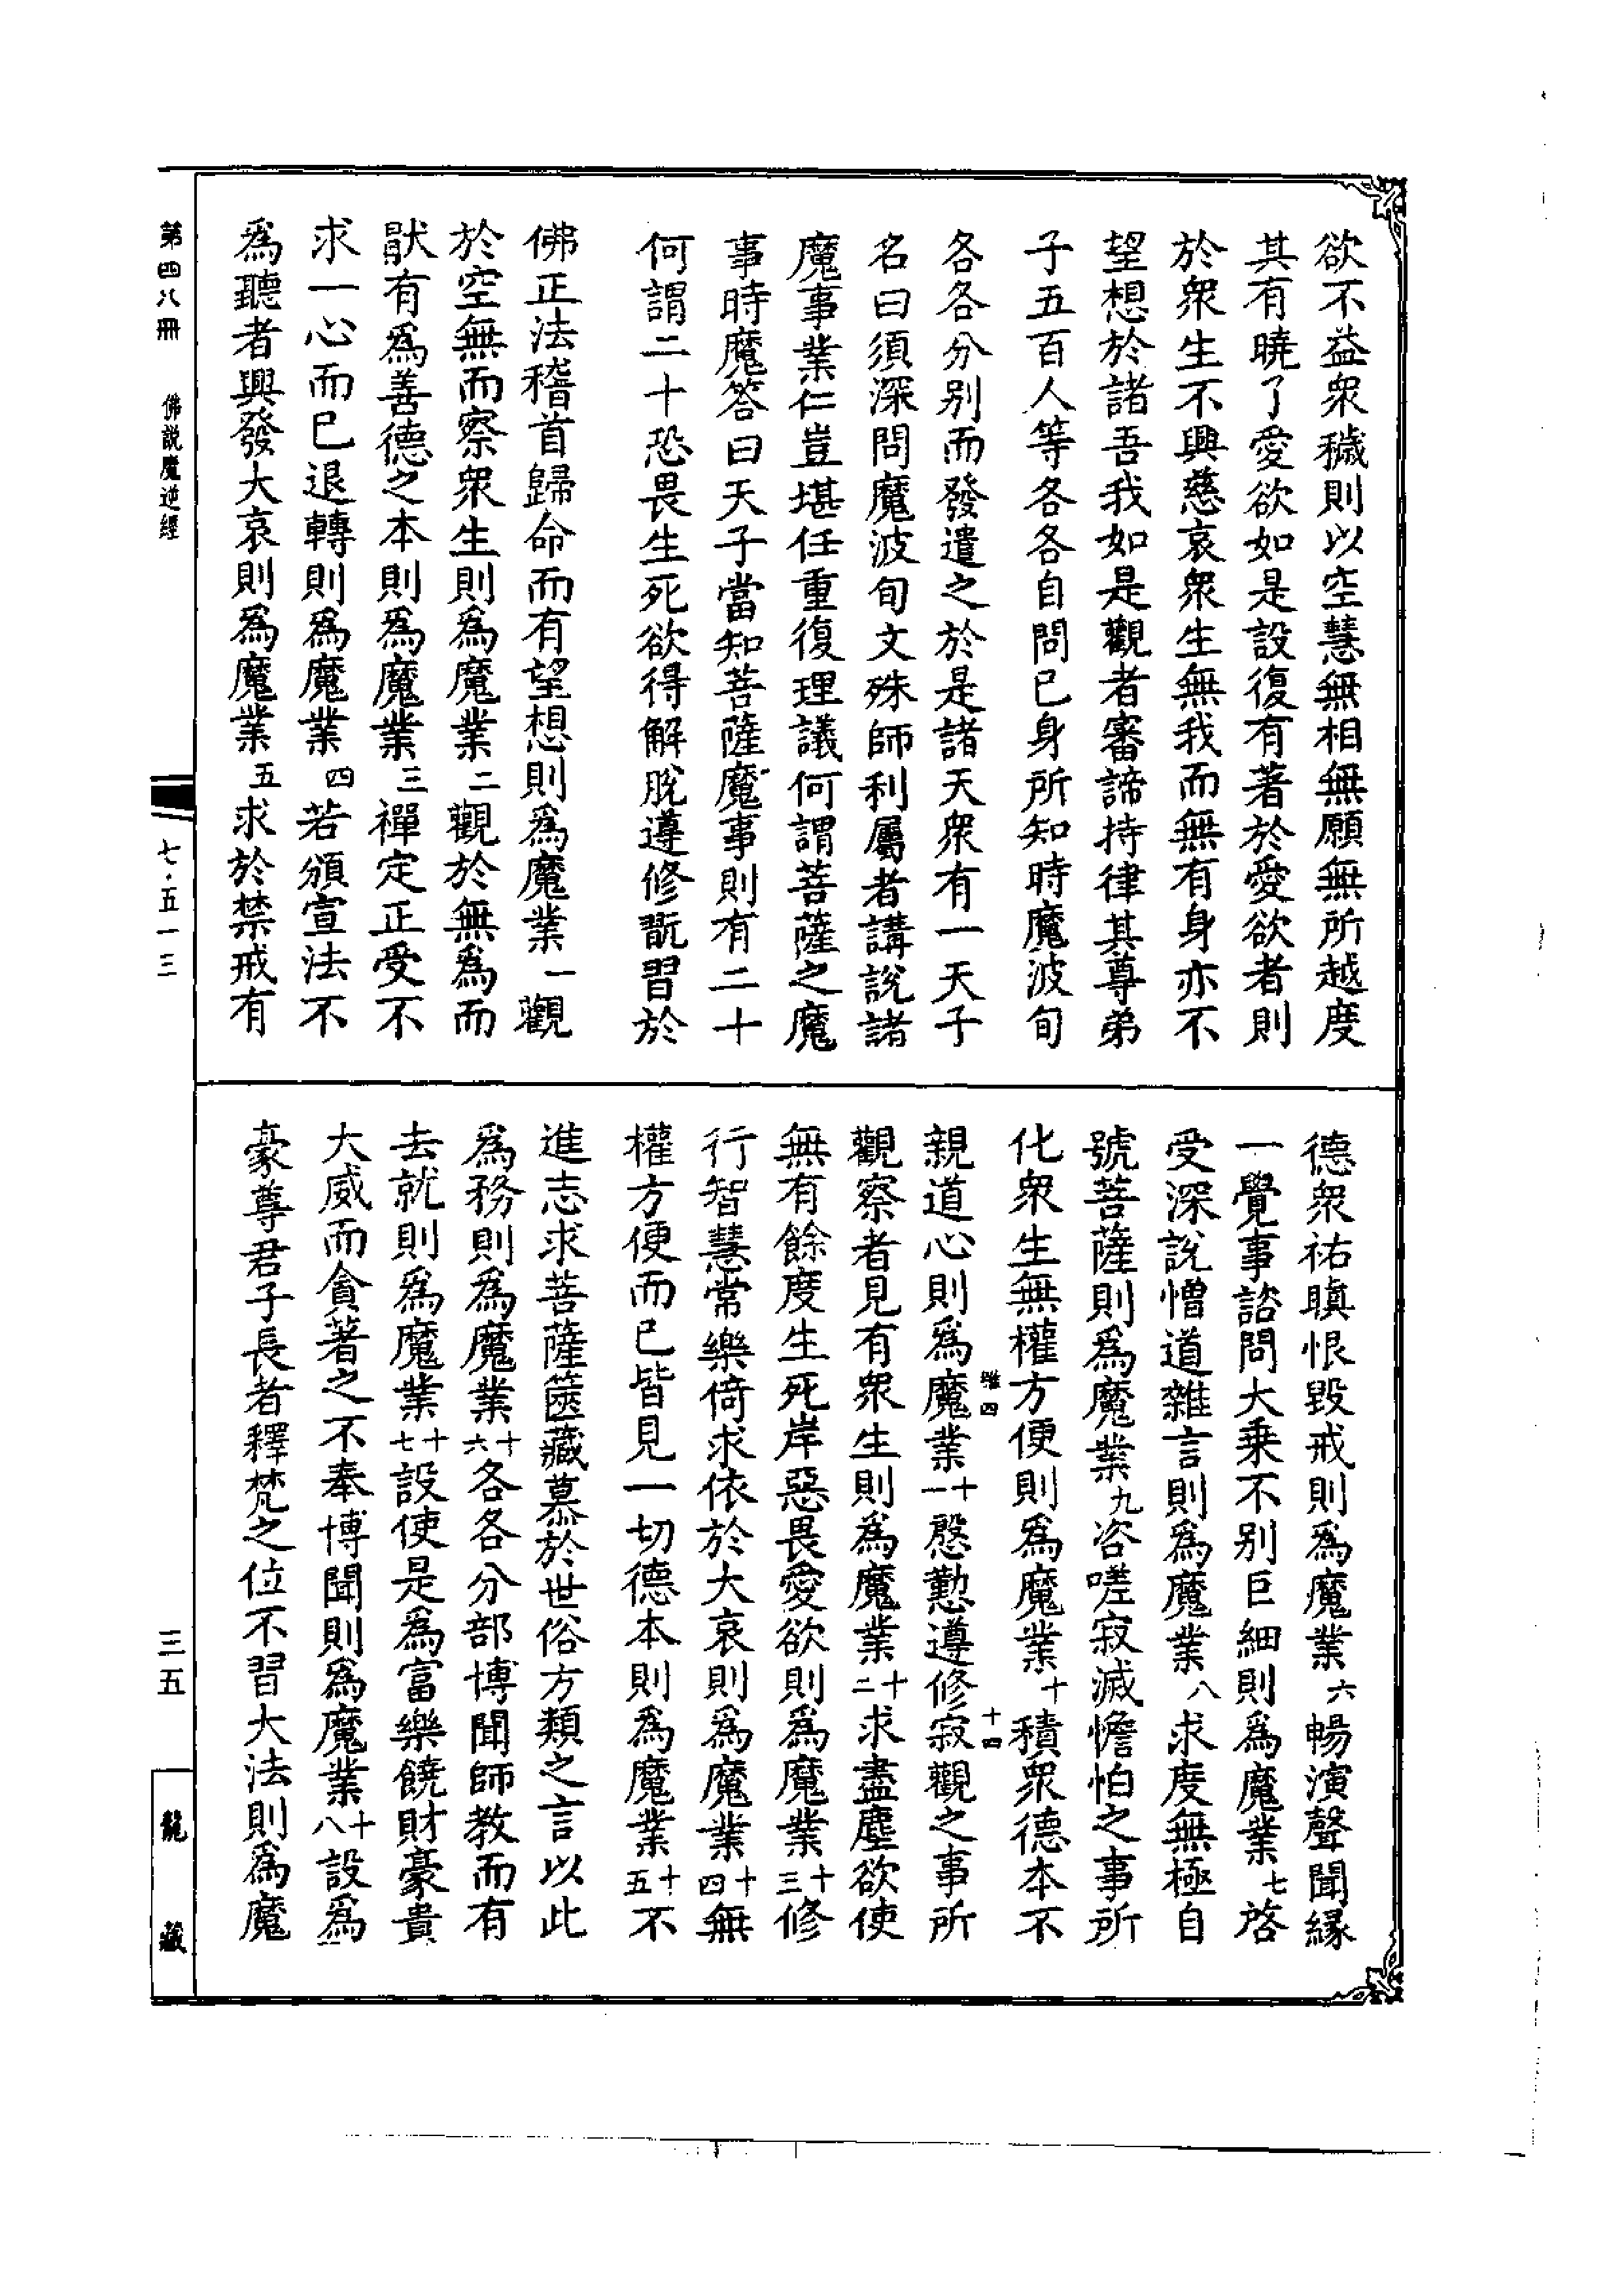 欲不益衆穢則以空慧無相無願無所越度
其有曉了愛欲如是設復有著於愛欲者則
於衆生不興慈哀衆生無我而無有身亦不
望想於諸吾我如是觀者審諦持律其尊弟
子五百人等各各自問已身所知時魔波旬
各各分别而發遣之於是諸天衆有一天子
名曰須深問魔波旬文殊師利屬者講說諸
魔事業仁豈堪任重復理議何謂菩薩之魔
事時魔答曰天子當知菩薩魔事則有二十
何謂二十恐畏生死欲得解脫遵修翫習於
佛正法稽首歸命而有望想則爲魔業一觀
於空無而察衆生則爲魔業二觀於無爲而
猒有爲善德之本則爲魔業三禪定正受不
求一心而已退轉則爲魔業四若頒宣法不
爲聽者興發大哀則爲魔業五求於禁戒有
德衆祐瞋恨毀戒則爲魔業六暢演聲聞緣
一覺事諮問大乗不别巨細則爲魔業七啓
受深說憎道雜言則爲魔業八求度無極自
號菩薩則爲魔業九咨嗟寂滅憺怕之事所
化衆生無權方便則爲魔業十積衆德本不
親道心則爲魔業十一慇懃遵修寂觀之事所
觀察者見有衆生則爲魔業十二求盡塵欲使
無有餘度生死岸惡畏愛欲則爲魔業十三修
行智慧常樂倚求依於大哀則爲魔業十四無
權方便而已皆見一切德本則爲魔業十五不
進志求菩薩篋藏慕於世俗方類之言以此
爲務則爲魔業十六各各分部博聞師教而有
去就則爲魔業十七設使是爲富樂饒財豪貴
大威而貪著之不奉博聞則爲魔業十八設爲
豪尊君子長者釋梵之位不習大法則爲魔
第四八冊 佛說魔逆經
七·五一三
三五
龍藏